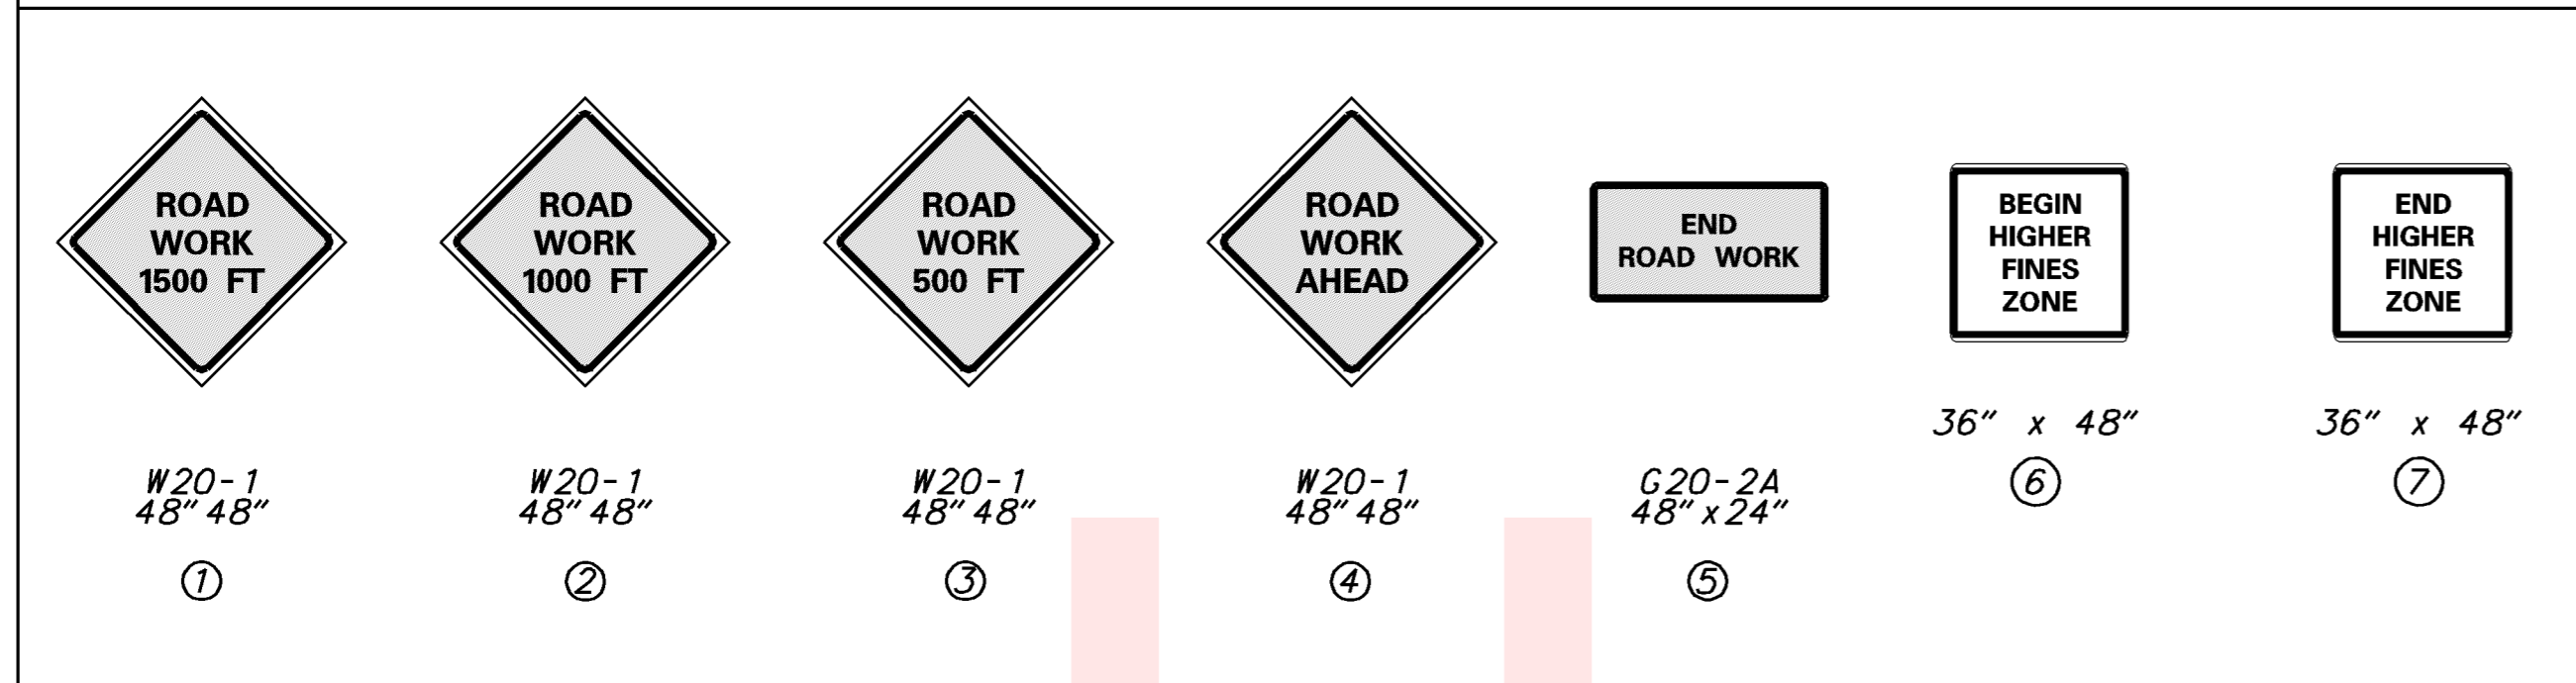 ROAD
WORK
1500 FT
W20-1
48" 48"
1
ROAD
WORK
1000 FT
W20-1
48" 48"
2
ROAD
WORK
500 FT
W20-1
48" 48"
3
ROAD
WORK
AHEAD
W20-1
48" 48"
4
END
ROAD WORK
G20-2A
48" x 24"
5
BEGIN
HIGHER
FINES
ZONE
36" x 48"
6
END
HIGHER
FINES
ZONE
36" x 48"
7